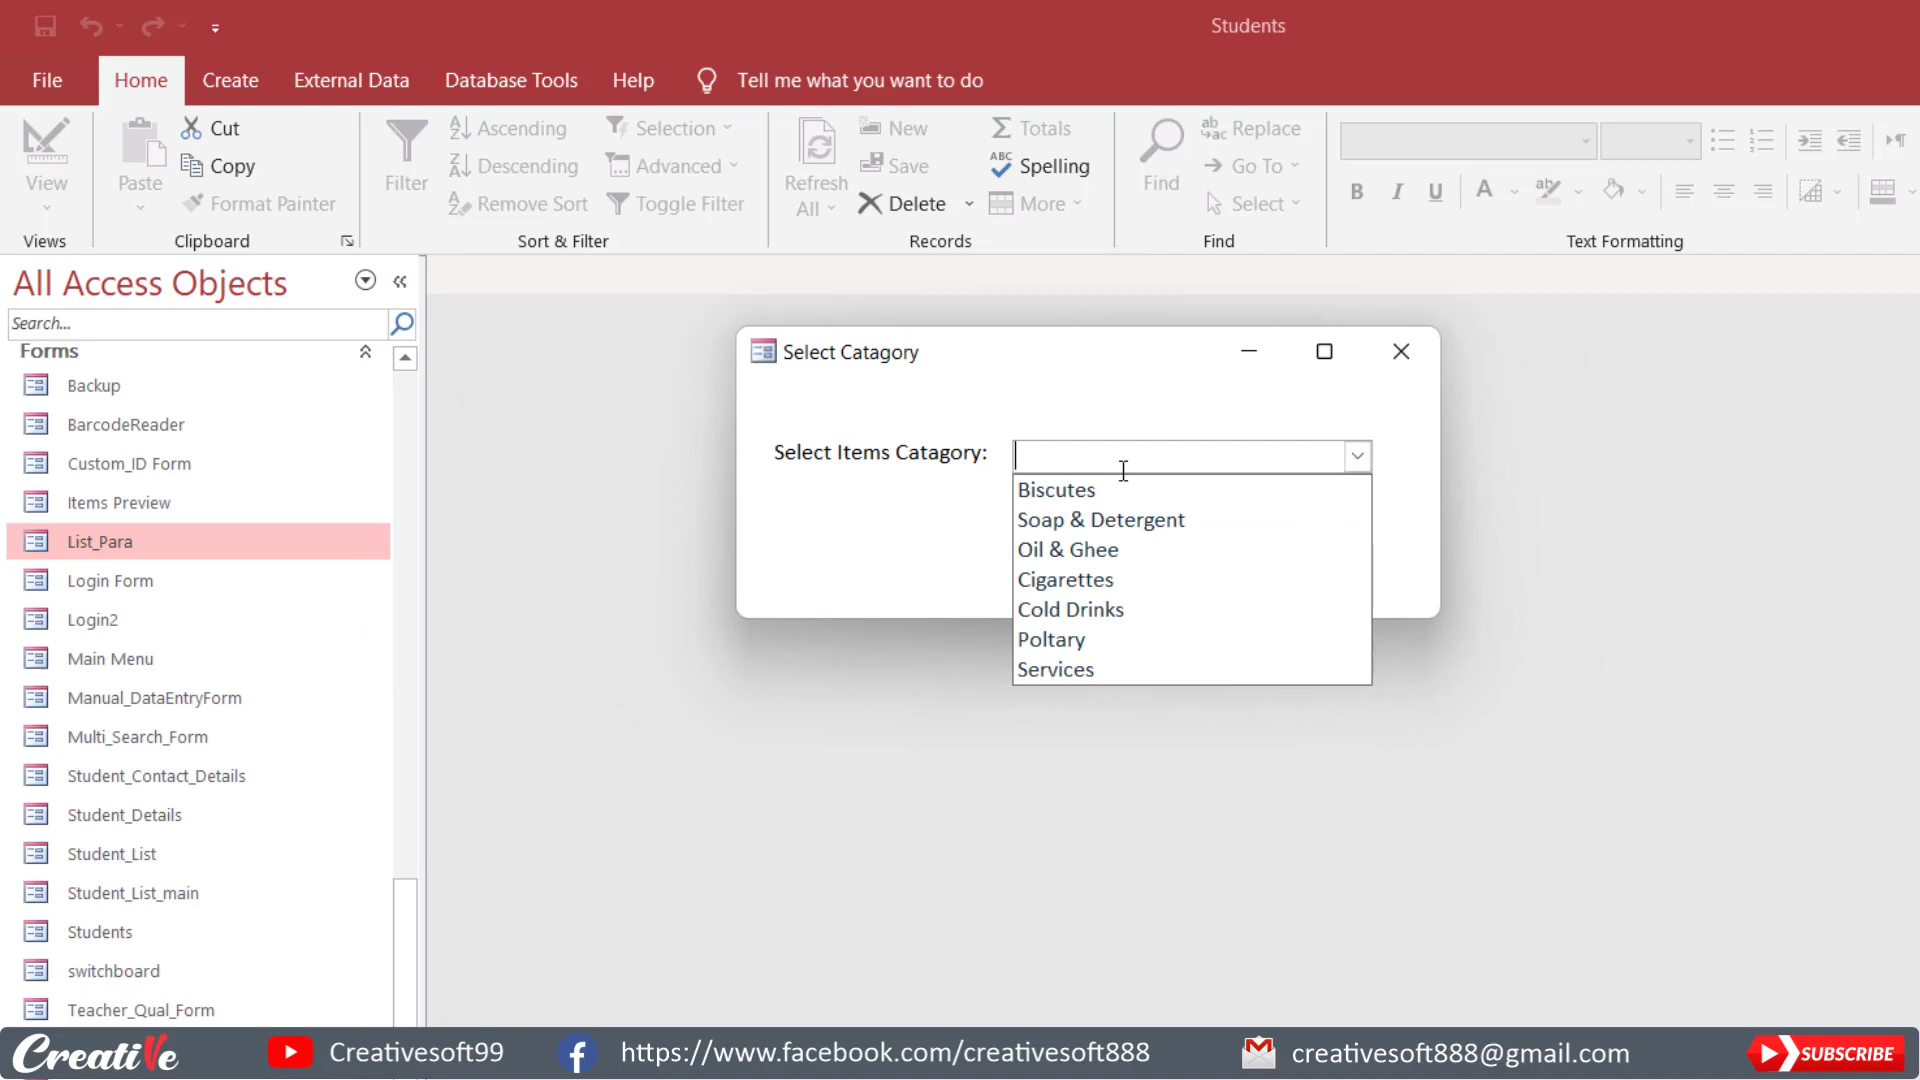 Students
File Home Create External Data Database Tools Help Tell me what you want to do
View
Views
Paste
Cut
Copy
Format Painter
Clipboard
Filter
Ascending
Descending
Remove Sort
Selection
Advanced
Toggle Filter
Sort & Filter
Refresh
All
New
Save
Delete
Totals
Spelling
More
Records
Find
Replace
Go To
Select
Find
B I U A
Text Formatting
All Access Objects
Search...
Forms
Backup
BarcodeReader
Custom_ID Form
Items Preview
List_Para
Login Form
Login2
Main Menu
Manual_DataEntryForm
Multi_Search_Form
Student_Contact_Details
Student_Details
Student_List
Student_List_main
Students
switchboard
Teacher_Qual_Form
Select Catagory
Select Items Catagory:
Biscutes
Soap & Detergent
Oil & Ghee
Cigarettes
Cold Drinks
Poltary
Services
CreatiVe Creativesoft99 https://www.facebook.com/creativesoft888 creativesoft888@gmail.com SUBSCRIBE